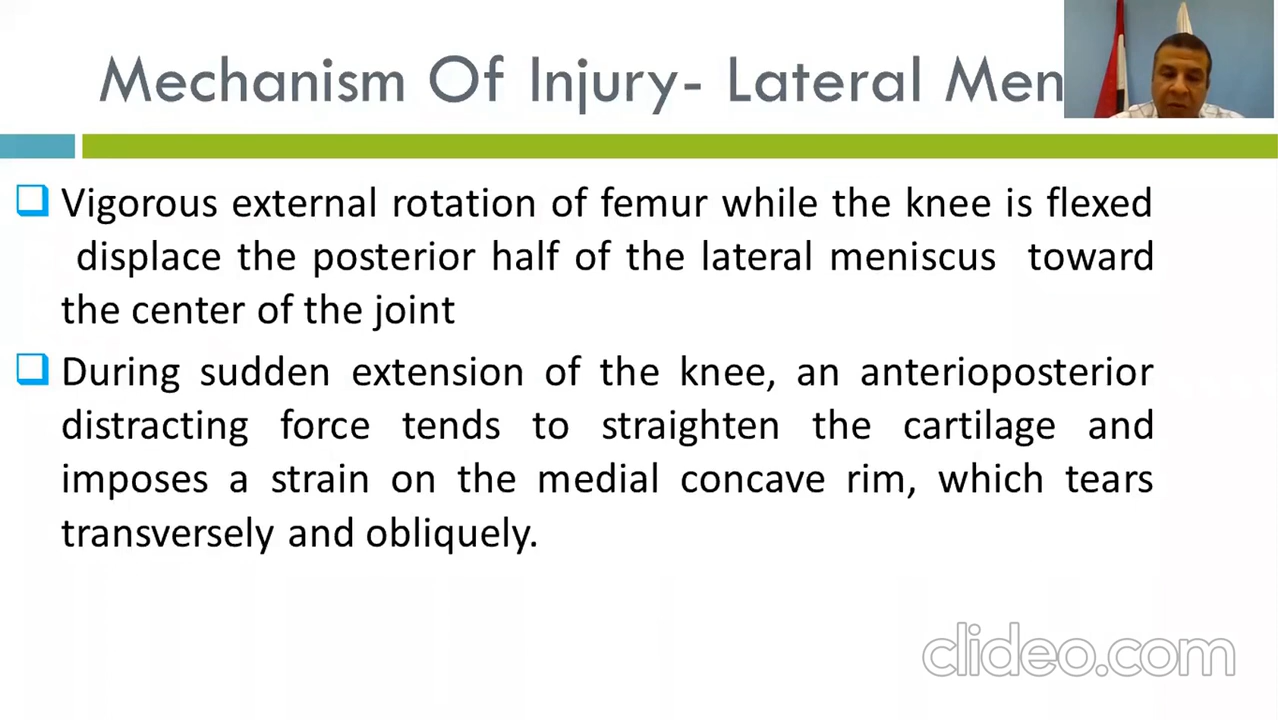 Mechanism Of Injury- Lateral Men
Vigorous external rotation of femur while the knee is flexed
displace the posterior half of the lateral meniscus toward
the center of the joint
During sudden extension of the knee, an anterioposterior
distracting force tends to straighten the cartilage and
imposes a strain on the medial concave rim, which tears
transversely and obliquely.
clideo.com